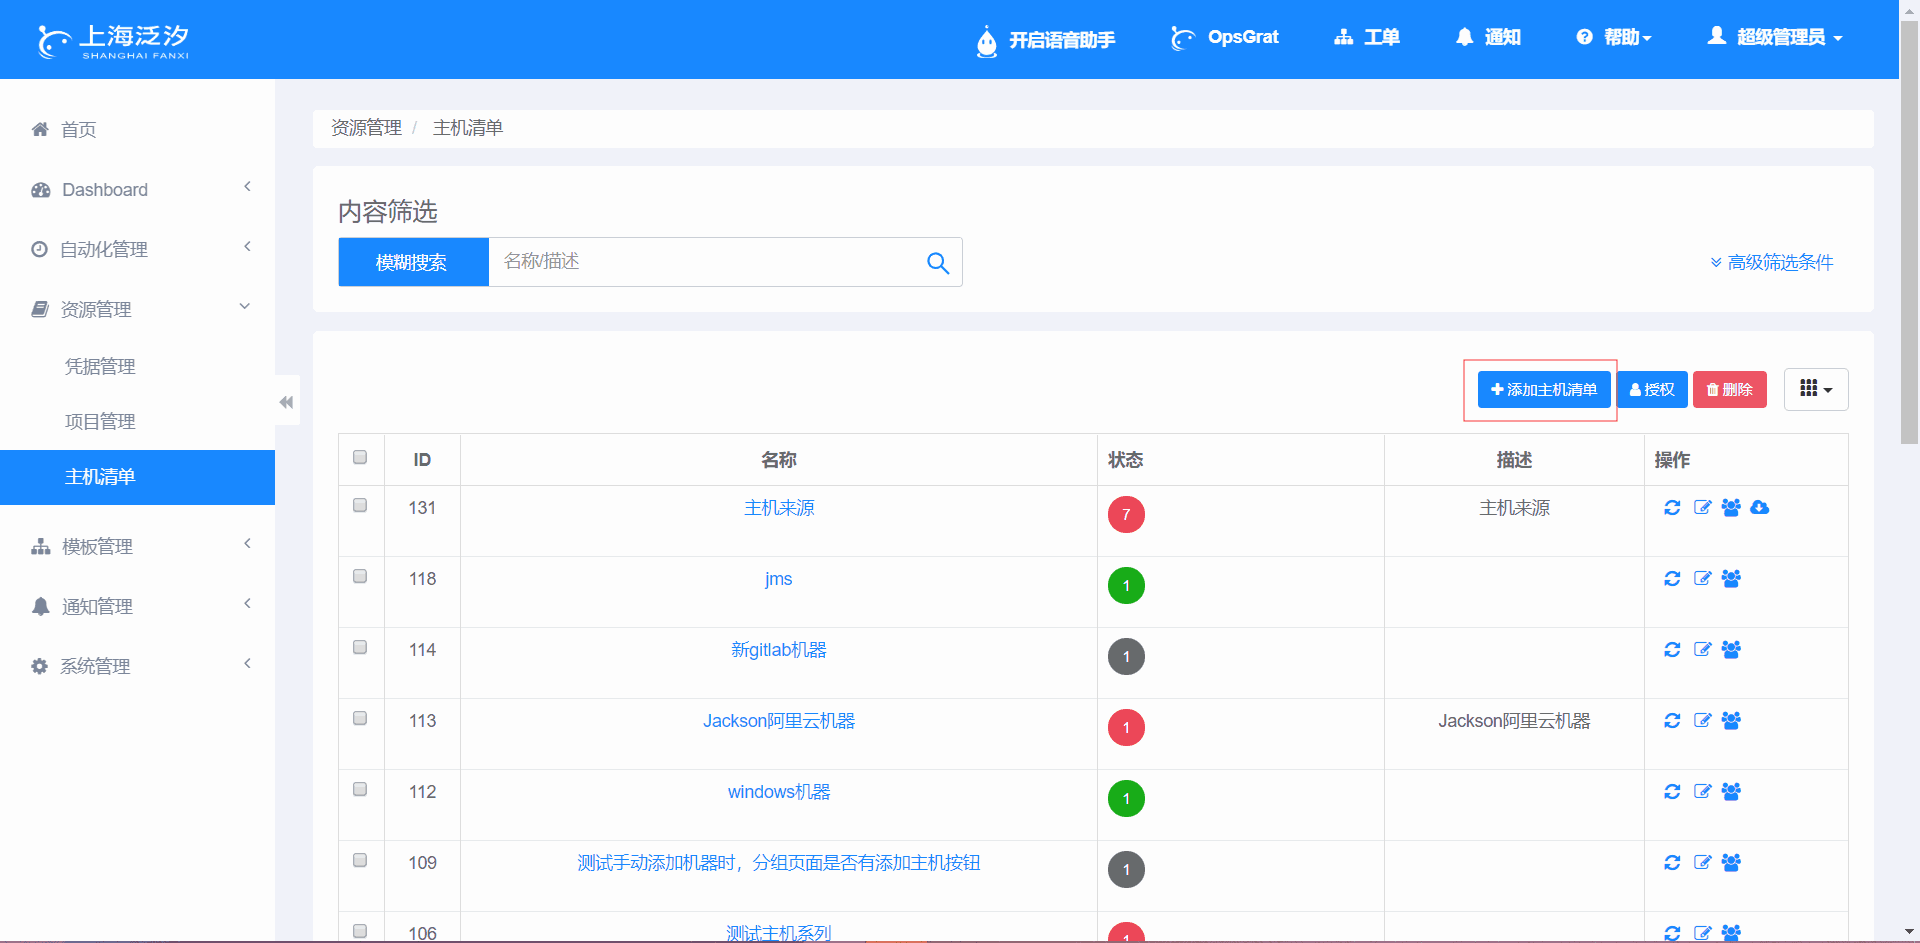 上海泛汐
SHANGHAI FANXI
开启语音助手
OpsGrat
工单
通知
帮助
超级管理员
首页
Dashboard
自动化管理
资源管理
凭据管理
项目管理
主机清单
模板管理
通知管理
系统管理
资源管理 / 主机清单
内容筛选
模糊搜索 名称/描述
高级筛选条件
添加主机清单 授权 删除
ID 名称 状态 描述 操作
131 主机来源 7 主机来源
118 jms 1
114 新gitlab机器 1
113 Jackson阿里云机器 1 Jackson阿里云机器
112 windows机器 1
109 测试手动添加机器时，分组页面是否有添加主机按钮 1
106 测试主机系列 1